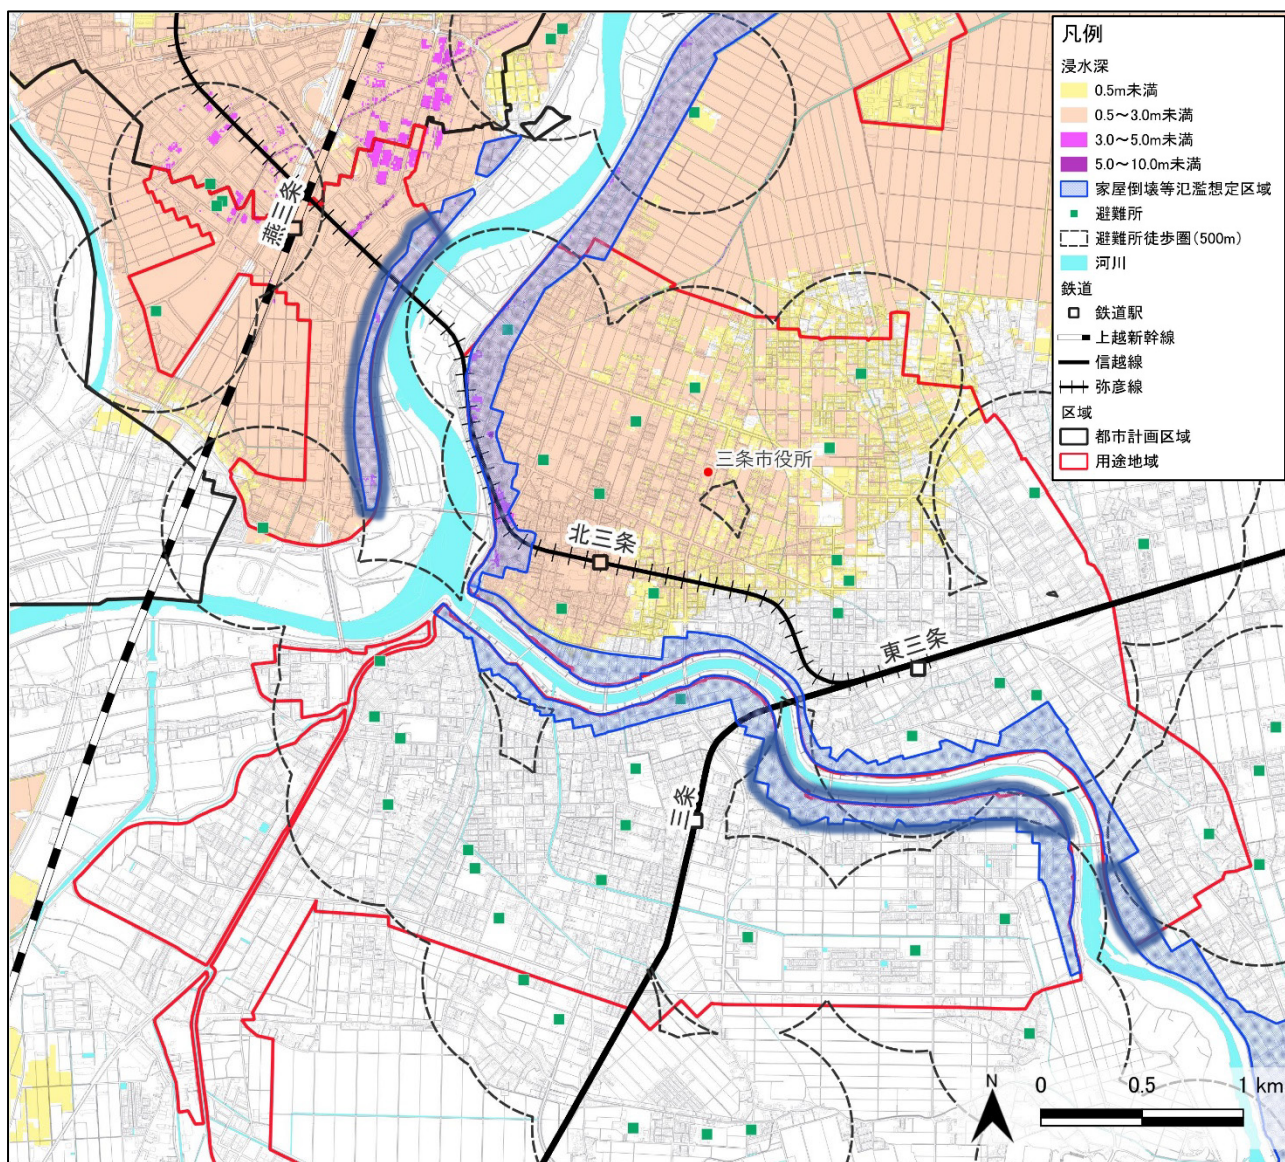 凡例
浸水深
0.5m未満
0.5～3.0m未満
3.0～5.0m未満
5.0～10.0m未満
家屋倒壊等氾濫想定区域
避難所
避難所徒歩圏(500m)
河川
鉄道
鉄道駅
上越新幹線
信越線
弥彦線
区域
都市計画区域
用途地域
燕三条
三条市役所
北三条
東三条
三条
N
0 0.5 1 km